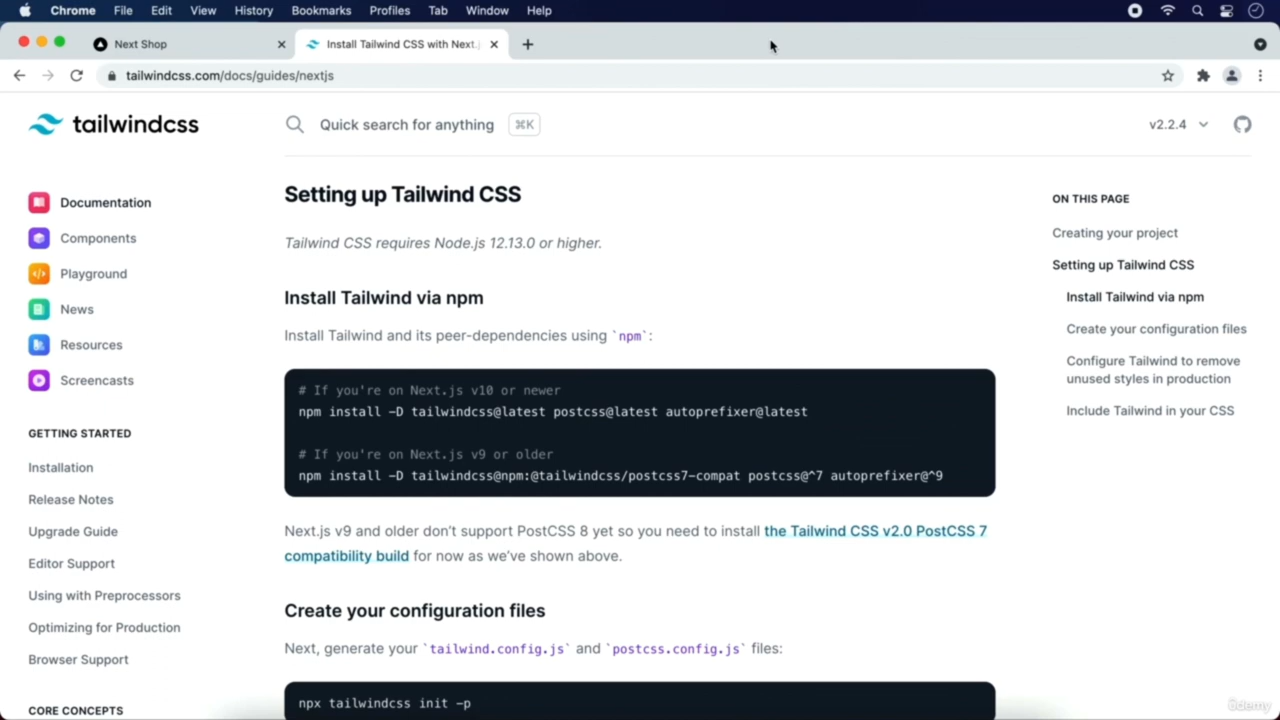 Chrome File Edit View History Bookmarks Profiles Tab Window Help
Next Shop
Install Tailwind CSS with Next.
tailwindcss.com/docs/guides/nextjs
tailwindcss
Quick search for anything
⌘K
v2.2.4
Documentation
Components
Playground
News
Resources
Screencasts
GETTING STARTED
Installation
Release Notes
Upgrade Guide
Editor Support
Using with Preprocessors
Optimizing for Production
Browser Support
CORE CONCEPTS
Setting up Tailwind CSS
Tailwind CSS requires Node.js 12.13.0 or higher.
Install Tailwind via npm
Install Tailwind and its peer-dependencies using `npm`:
# If you're on Next.js v10 or newer
npm install -D tailwindcss@latest postcss@latest autoprefixer@latest
# If you're on Next.js v9 or older
npm install -D tailwindcss@npm:@tailwindcss/postcss7-compat postcss@^7 autoprefixer@^9
Next.js v9 and older don't support PostCSS 8 yet so you need to install the Tailwind CSS v2.0 PostCSS 7
compatibility build for now as we've shown above.
Create your configuration files
Next, generate your `tailwind.config.js` and `postcss.config.js` files:
npx tailwindcss init -p
ON THIS PAGE
Creating your project
Setting up Tailwind CSS
Install Tailwind via npm
Create your configuration files
Configure Tailwind to remove
unused styles in production
Include Tailwind in your CSS
ûdemy